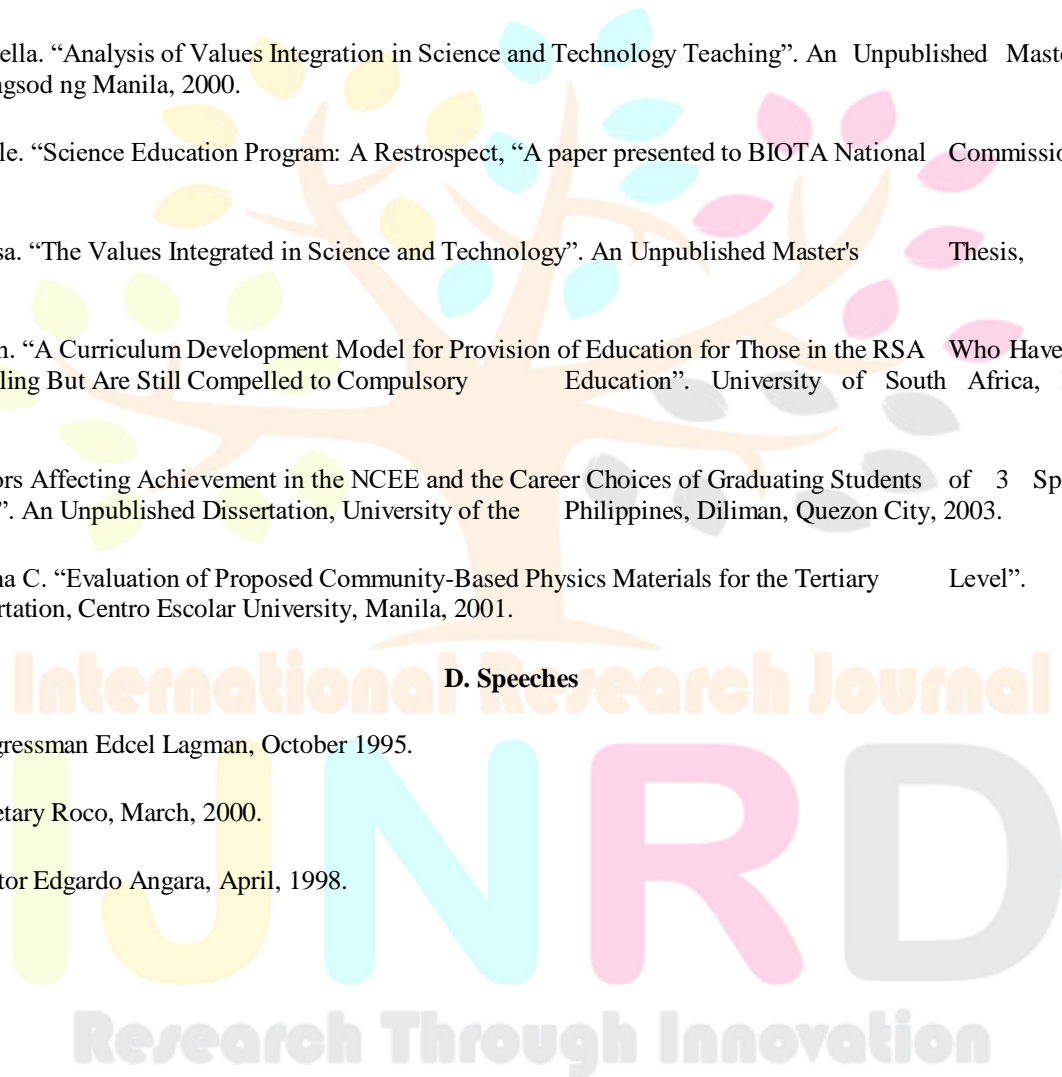 ella. “Analysis of Values Integration in Science and Technology Teaching”. An Unpublished Maste
ngsod ng Manila, 2000.
le. “Science Education Program: A Restrospect, “A paper presented to BIOTA National Commissio
sa. “The Values Integrated in Science and Technology”. An Unpublished Master's Thesis,
n. “A Curriculum Development Model for Provision of Education for Those in the RSA Who Have
ling But Are Still Compelled to Compulsory Education”. University of South Africa,
ors Affecting Achievement in the NCEE and the Career Choices of Graduating Students of 3 Sp
”. An Unpublished Dissertation, University of the Philippines, Diliman, Quezon City, 2003.
na C. “Evaluation of Proposed Community-Based Physics Materials for the Tertiary Level”.
rtation, Centro Escolar University, Manila, 2001.
D. Speeches
International Research Journal
gressman Edcel Lagman, October 1995.
etary Roco, March, 2000.
tor Edgardo Angara, April, 1998.
IJNRD
Research Through Innovation